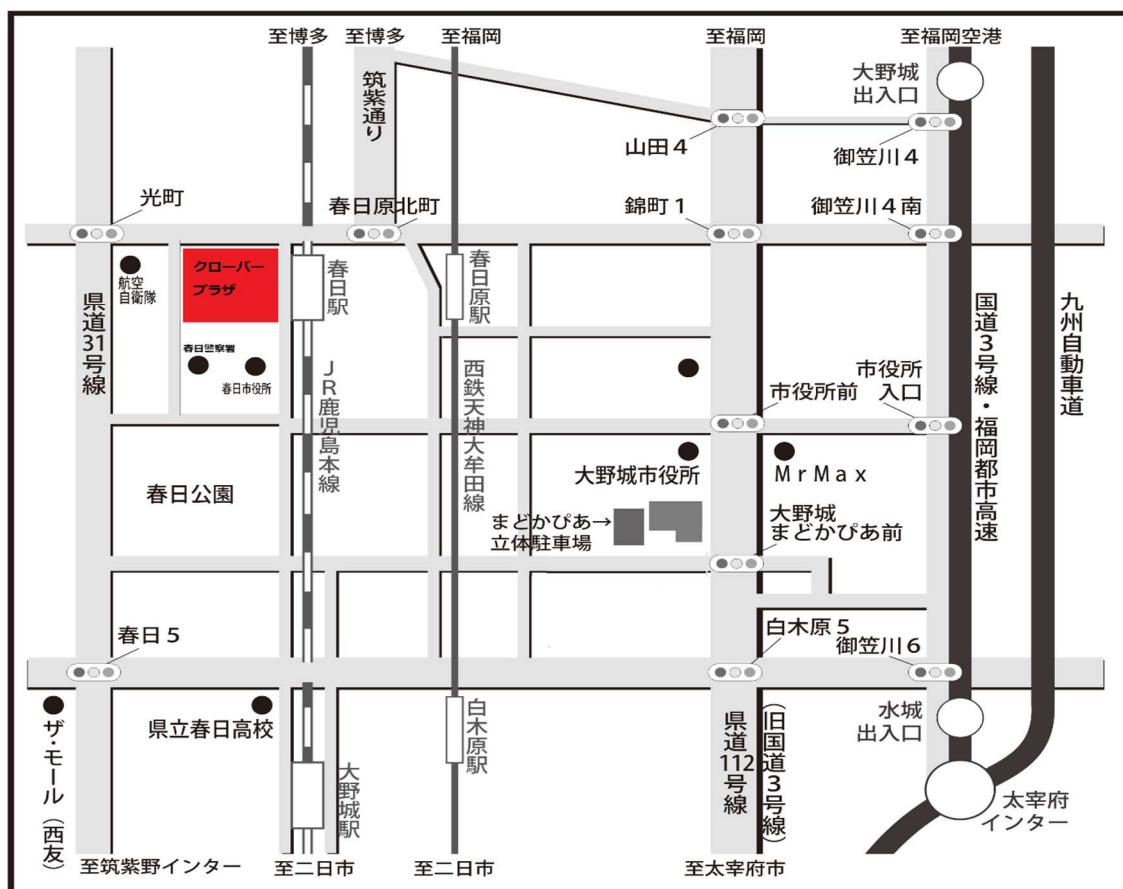 至博多
至博多
至福岡
至福岡
至福岡空港
大野城
出入口
筑紫通り
山田4
御笠川4
光町
春日原北町
錦町1
御笠川4南
クローバー
プラザ
航空
自衛隊
春日駅
春日原駅
県道31号線
国道3号線・福岡都市高速
九州自動車道
春日警察署
春日市役所
JR鹿児島本線
西鉄天神大牟田線
市役所前
市役所
入口
大野城市役所
MrMax
春日公園
まどかぴあ→
立体駐車場
大野城
まどかぴあ前
春日5
白木原5
御笠川6
ザ・モール(西友)
県立春日高校
白木原駅
県道112号線
(旧国道3号線)
水城
出入口
大野城駅
太宰府
インター
至筑紫野インター
至二日市
至二日市
至太宰府市